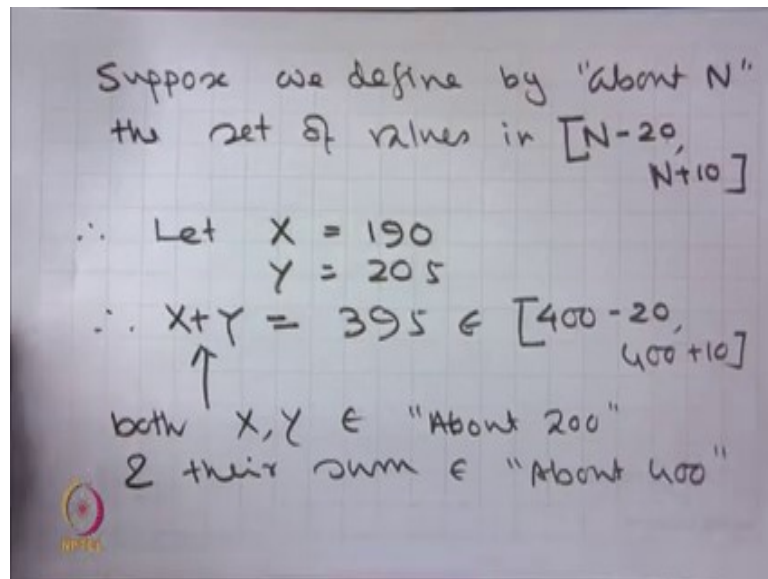 Suppose we define by "about N"
the set of values in [N-20,
N+10]
∴ Let X = 190
Y = 205
∴ X+Y = 395 ∈ [400-20,
400+10]
both X, Y ∈ "About 200"
& their sum ∈ "About 400"
NPTEL